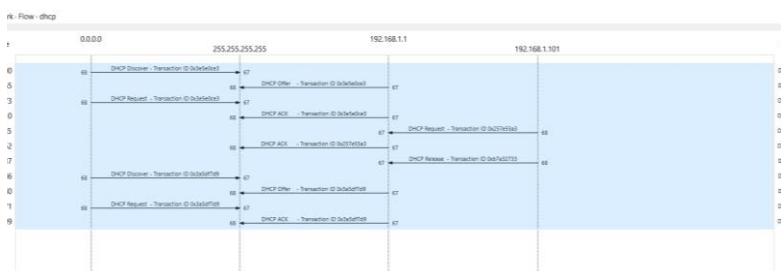 rk · Flow · dhcp
0.0.0.0
192.168.1.1
255.255.255.255
192.168.1.101
68 DHCP Discover - Transaction ID 0x3e5e0ce3 67
68 DHCP Offer - Transaction ID 0x3e5e0ce3 67
68 DHCP Request - Transaction ID 0x3e5e0ce3 67
68 DHCP ACK - Transaction ID 0x3e5e0ce3 67
67 DHCP Request - Transaction ID 0x257e55a3 68
68 DHCP ACK - Transaction ID 0x257e55a3 67
67 DHCP Release - Transaction ID 0xb7a32733 68
68 DHCP Discover - Transaction ID 0x3a5df7d9 67
68 DHCP Offer - Transaction ID 0x3a5df7d9 67
68 DHCP Request - Transaction ID 0x3a5df7d9 67
68 DHCP ACK - Transaction ID 0x3a5df7d9 67